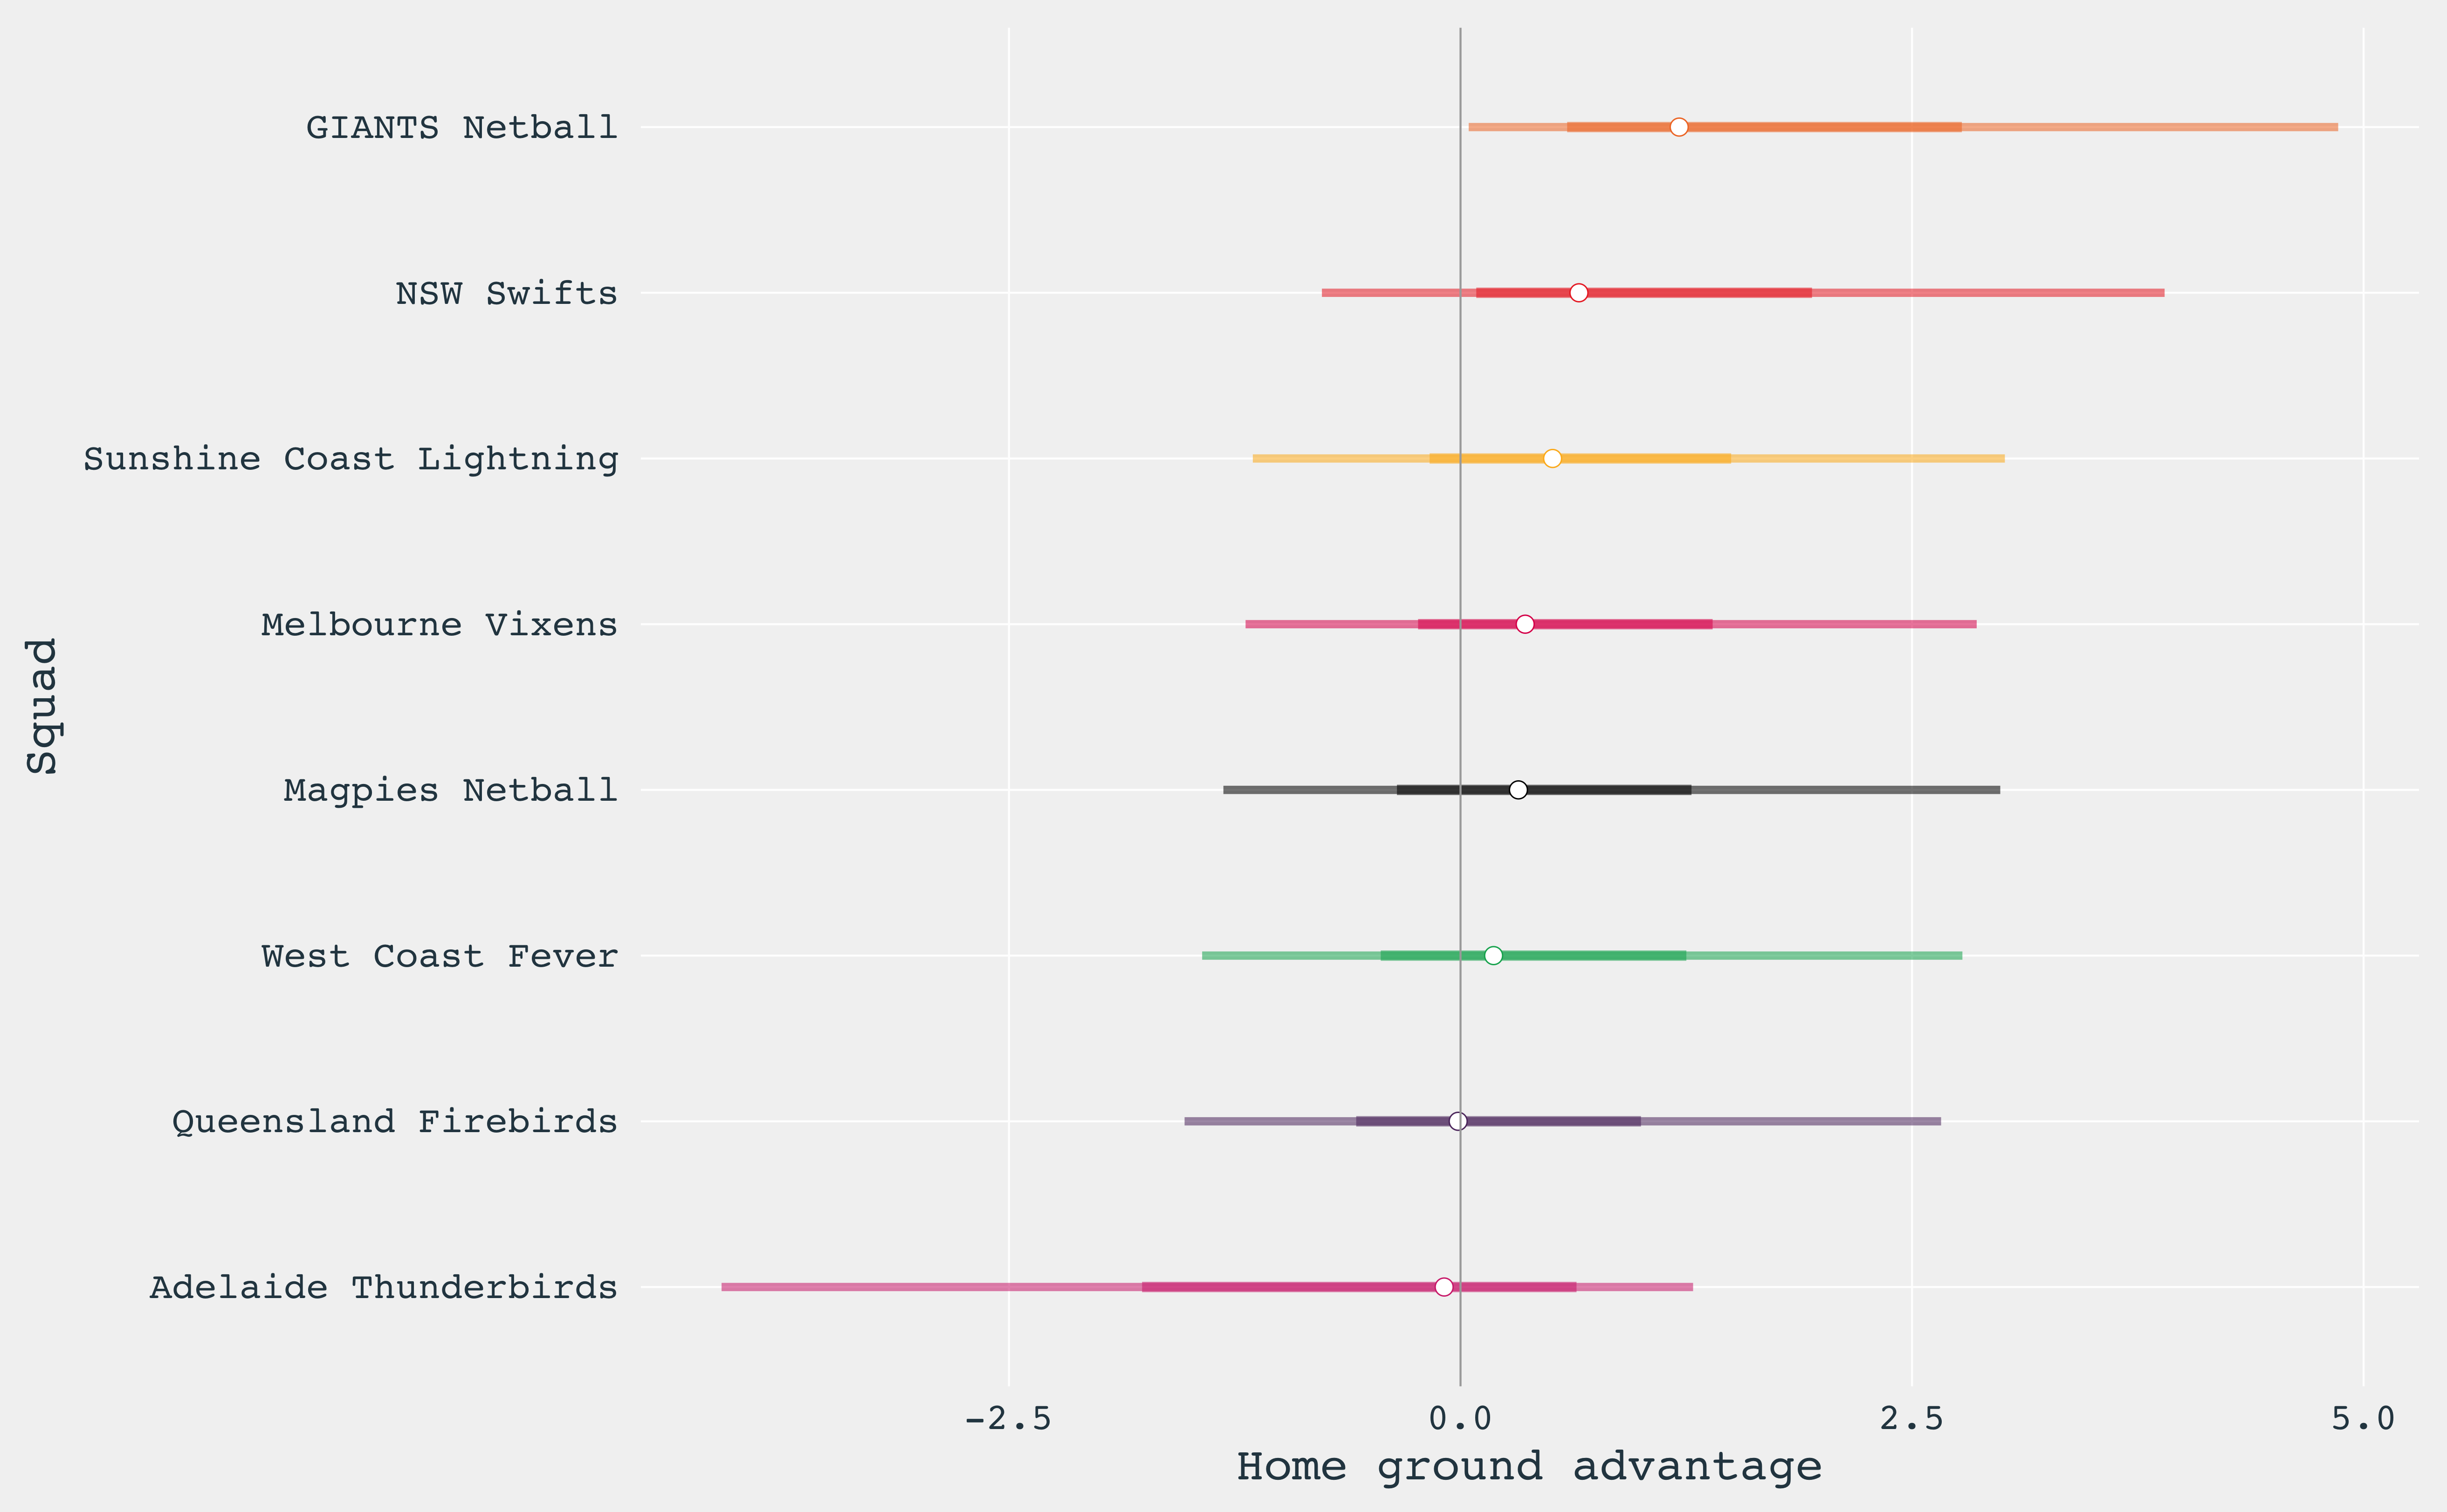 GIANTS Netball
NSW Swifts
Sunshine Coast Lightning
Melbourne Vixens
Magpies Netball
West Coast Fever
Queensland Firebirds
Adelaide Thunderbirds
Squad
-2.5 0.0 2.5 5.0
Home ground advantage